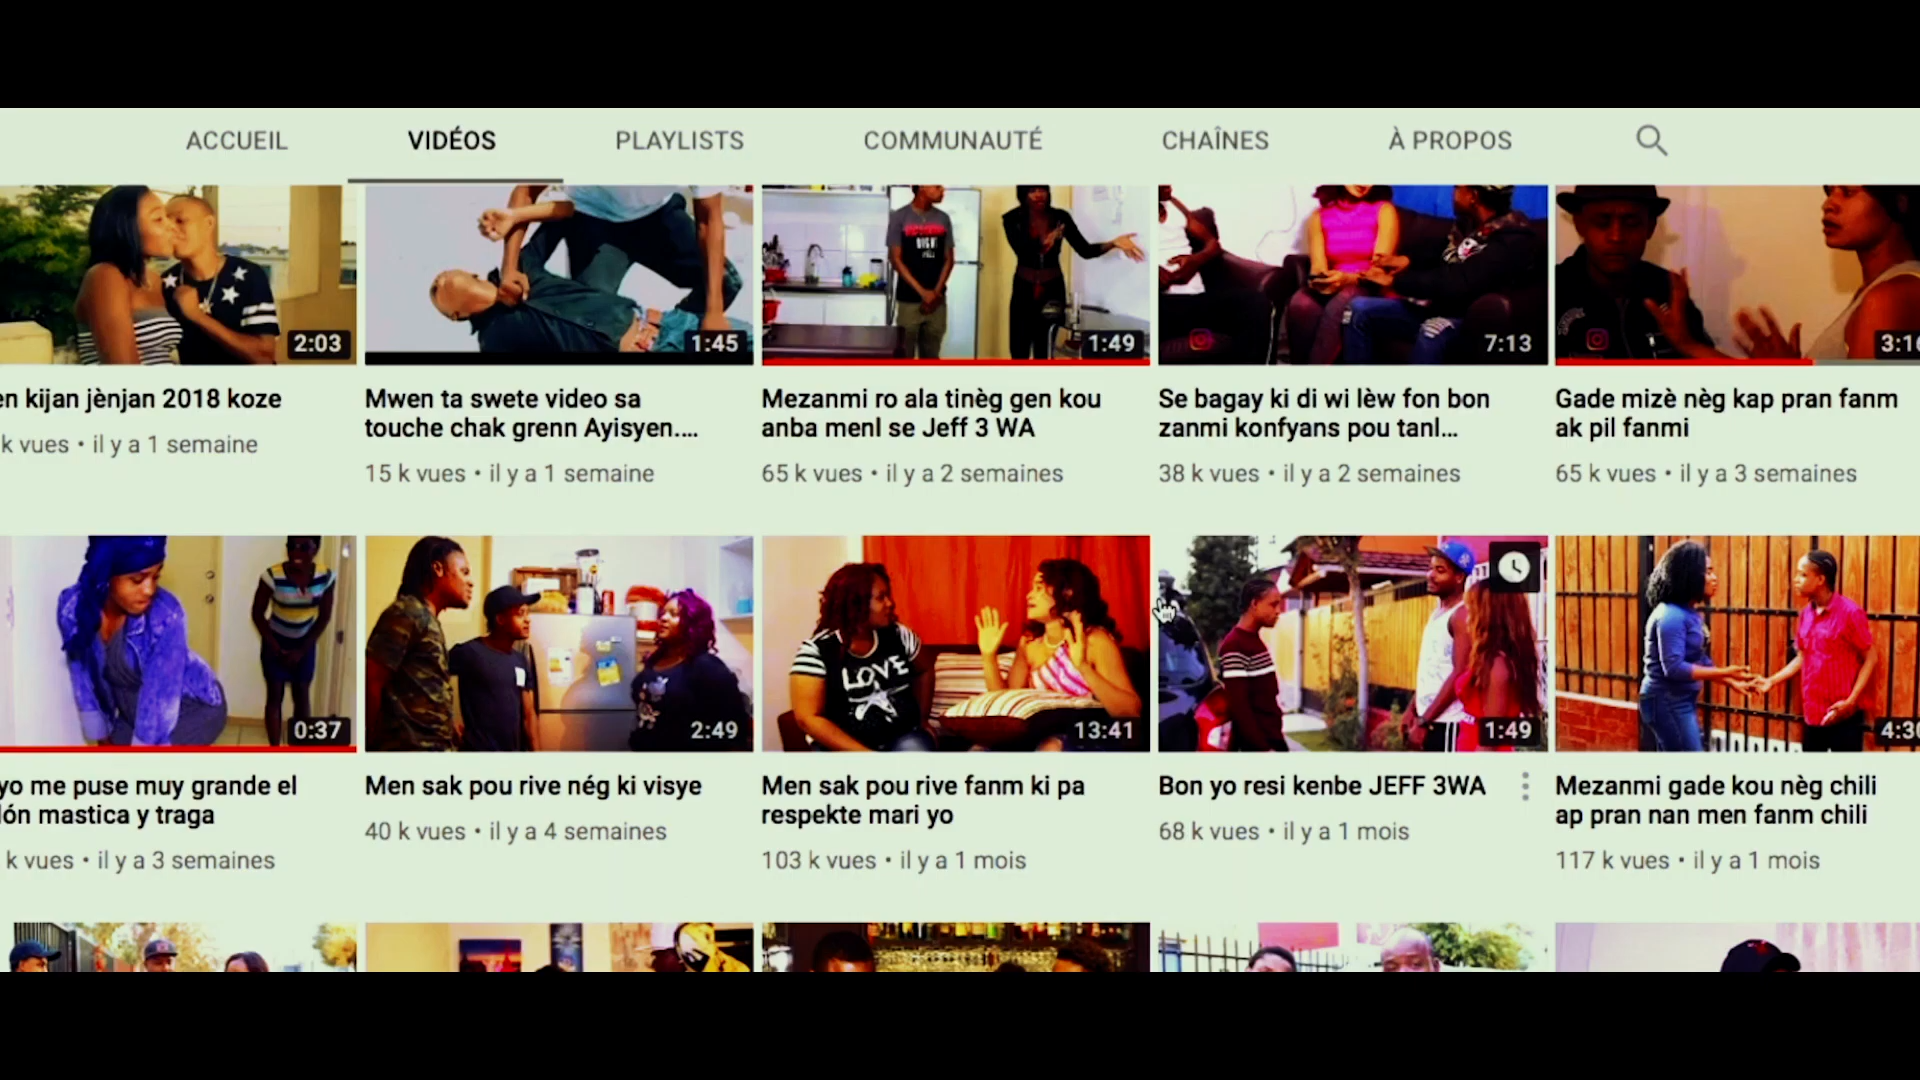 ACCUEIL VIDÉOS PLAYLISTS COMMUNAUTÉ CHAÎNES À PROPOS
2:03 1:45 1:49 7:13 3:16
en kijan jènjan 2018 koze
k vues • il y a 1 semaine
Mwen ta swete video sa
touche chak grenn Ayisyen....
15 k vues • il y a 1 semaine
Mezanmi ro ala tinèg gen kou
anba menl se Jeff 3 WA
65 k vues • il y a 2 semaines
Se bagay ki di wi lèw fon bon
zanmi konfyans pou tanl...
38 k vues • il y a 2 semaines
Gade mizè nèg kap pran fanm
ak pil fanmi
65 k vues • il y a 3 semaines
LOVE
0:37 2:49 13:41 1:49 4:30
yo me puse muy grande el
lón mastica y traga
k vues • il y a 3 semaines
Men sak pou rive nég ki visye
40 k vues • il y a 4 semaines
Men sak pou rive fanm ki pa
respekte mari yo
103 k vues • il y a 1 mois
Bon yo resi kenbe JEFF 3WA
68 k vues • il y a 1 mois
Mezanmi gade kou nèg chili
ap pran nan men fanm chili
117 k vues • il y a 1 mois